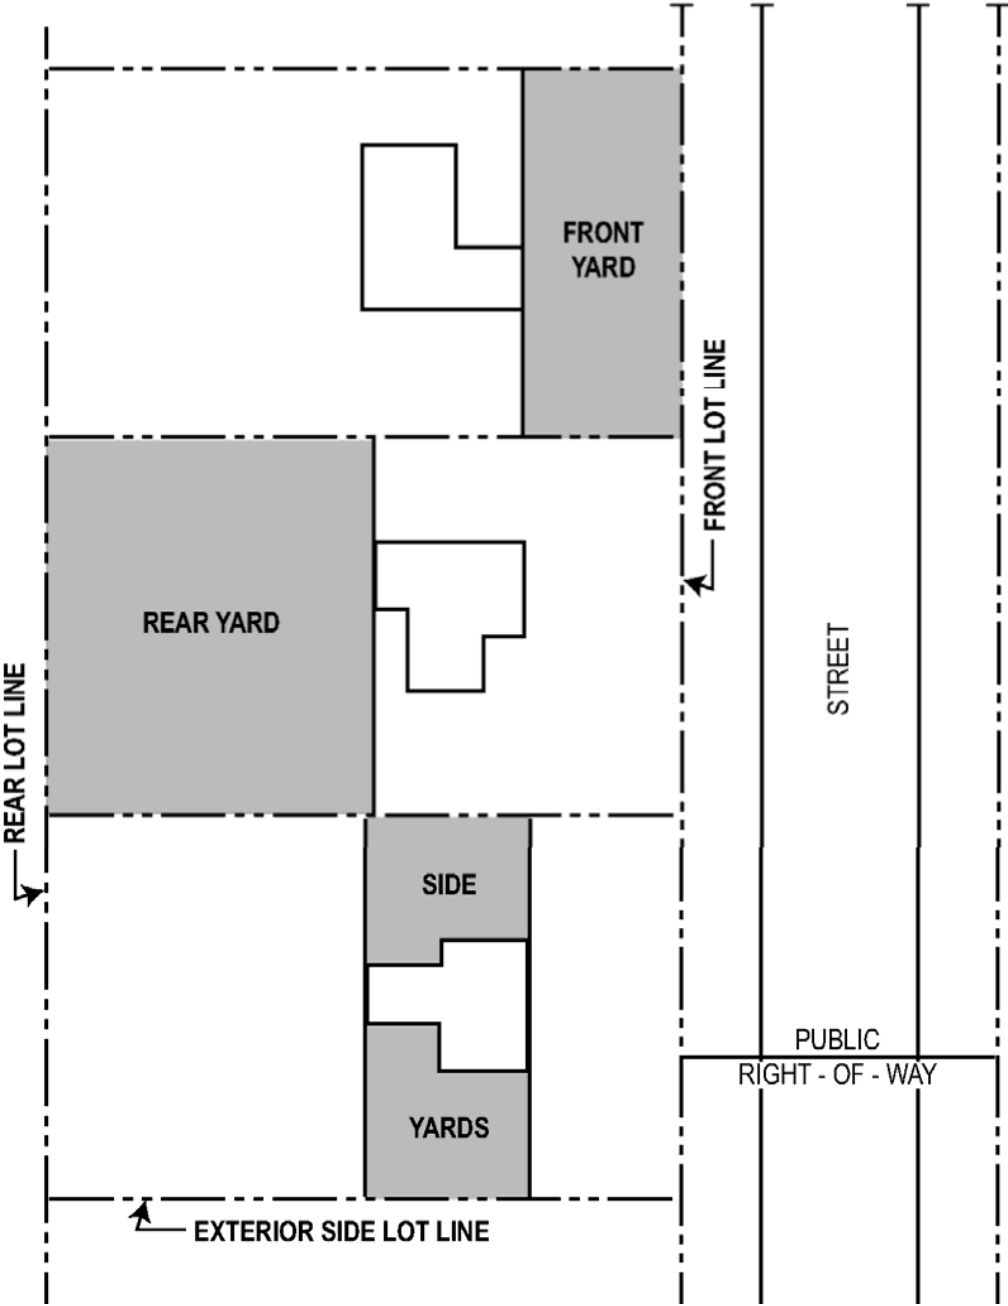 FRONT
YARD
FRONT LOT LINE
REAR YARD
STREET
REAR LOT LINE
SIDE
PUBLIC
RIGHT - OF - WAY
YARDS
EXTERIOR SIDE LOT LINE